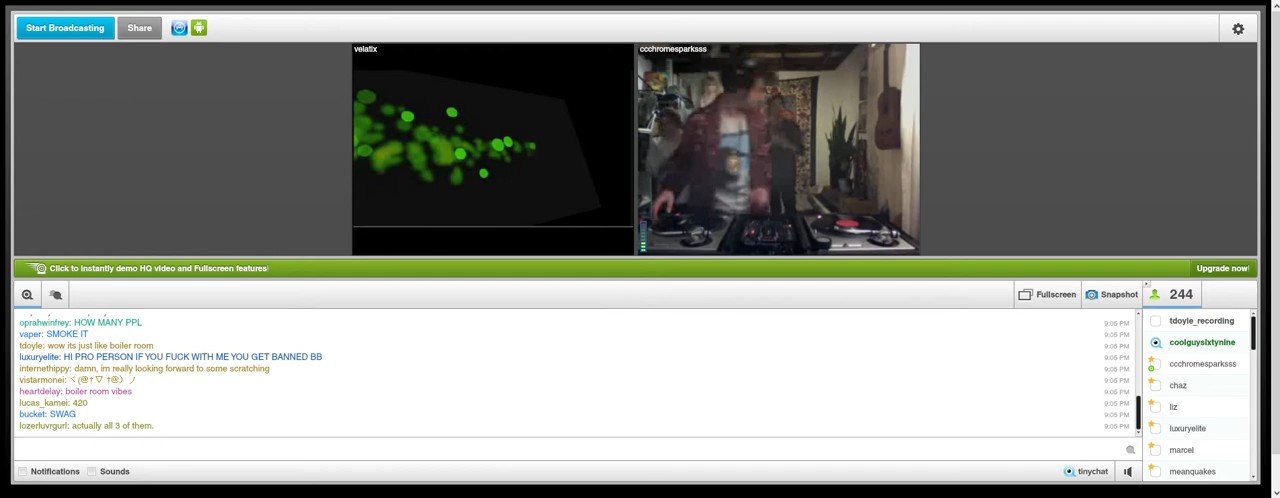 Start Broadcasting Share
velatix ccchromesparksss
Click to instantly demo HQ video and Fullscreen features! Upgrade now!
Fullscreen Snapshot 244
oprahwinfrey: HOW MANY PPL 9:05 PM
vaper: SMOKE IT 9:05 PM
tdoyle: wow its just like boiler room 9:05 PM
luxuryelite: HI PRO PERSON IF YOU FUCK WITH ME YOU GET BANNED BB 9:05 PM
internethippy: damn, im really looking forward to some scratching 9:05 PM
vistarmonei: ヾ(@†▽†@)ノ 9:05 PM
heartdelay: boiler room vibes 9:05 PM
lucas_kamei: 420 9:05 PM
bucket: SWAG 9:05 PM
lozerluvrgurl: actually all 3 of them. 9:05 PM
tdoyle_recording
coolguysixtynine
ccchromesparksss
chaz
liz
luxuryelite
marcel
meanquakes
Notifications Sounds tinychat